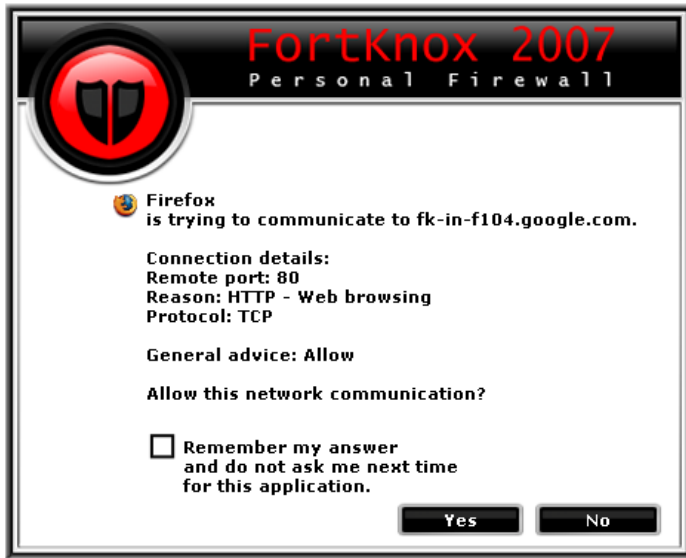 FortKnox 2007
Personal Firewall
Firefox
is trying to communicate to fk-in-f104.google.com.
Connection details:
Remote port: 80
Reason: HTTP - Web browsing
Protocol: TCP
General advice: Allow
Allow this network communication?
Remember my answer
and do not ask me next time
for this application.
Yes No